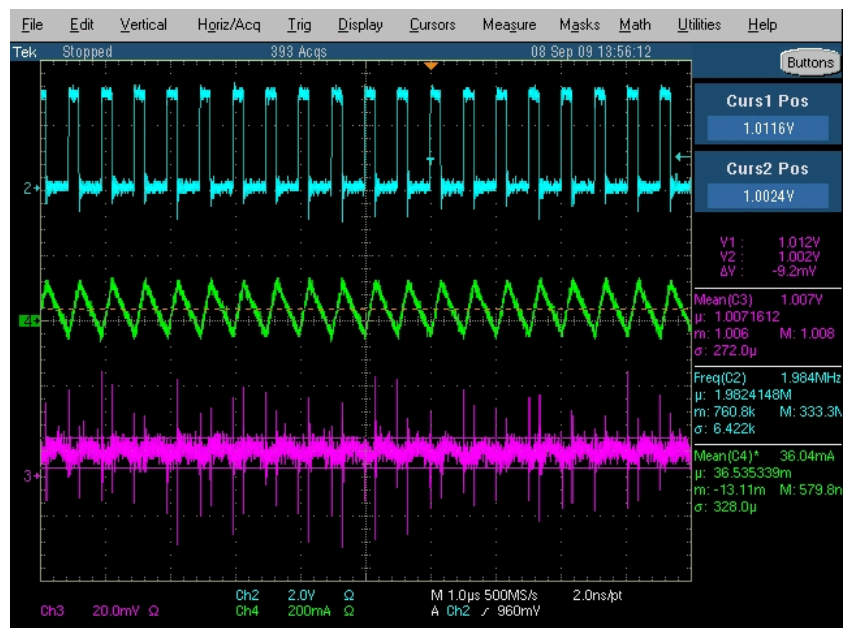 File Edit Vertical Horiz/Acq Trig Display Cursors Measure Masks Math Utilities Help
Tek Stopped 393 Acqs 08 Sep 09 13:56:12
Buttons
Curs1 Pos
1.0116V
Curs2 Pos
1.0024V
2
T
V1 : 1.012V
V2 : 1.002V
ΔV : -9.2mV
Mean(C3) 1.007V
µ: 1.0071612
m: 1.006 M: 1.008
σ: 272.0µ
4
Freq(C2) 1.984MHz
µ: 1.9824148M
m: 760.8k M: 333.3M
σ: 6.422k
Mean(C4)* 36.04mA
µ: 36.535339m
m: -13.11m M: 579.8m
σ: 328.0µ
3
Ch2 2.0V Ω M 1.0µs 500MS/s 2.0ns/pt
Ch3 20.0mV Ω Ch4 200mA Ω A Ch2 ∕ 960mV